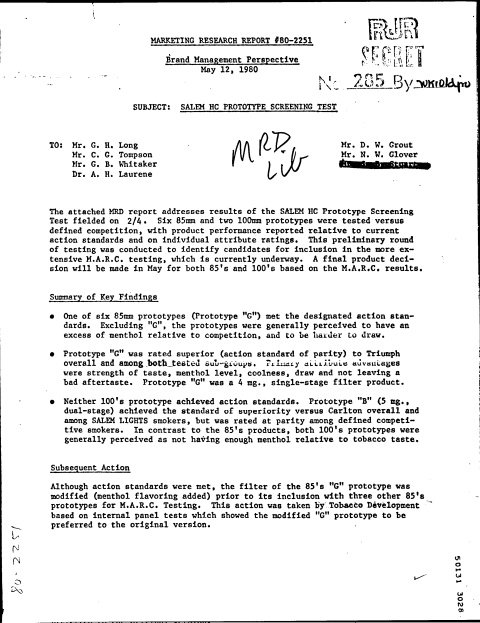 MARKETING RESEARCH REPORT #80-2251
RJR
SECRET
Brand Management Perspective
May 12, 1980
No 285 By
SUBJECT: SALEM HC PROTOTYPE SCREENING TEST
TO: Mr. G. H. Long
Mr. C. G. Tompson
Mr. G. B. Whitaker
Dr. A. H. Laurene
MRD
Lib
Mr. D. W. Grout
Mr. N. W. Glover
The attached MRD report addresses results of the SALEM HC Prototype Screening
Test fielded on 2/4. Six 85mm and two 100mm prototypes were tested versus
defined competition, with product performance reported relative to current
action standards and on individual attribute ratings. This preliminary round
of testing was conducted to identify candidates for inclusion in the more ex-
tensive M.A.R.C. testing, which is currently underway. A final product deci-
sion will be made in May for both 85's and 100's based on the M.A.R.C. results.
Summary of Key Findings
• One of six 85mm prototypes (Prototype "G") met the designated action stan-
dards. Excluding "G", the prototypes were generally perceived to have an
excess of menthol relative to competition, and to be harder to draw.
• Prototype "G" was rated superior (action standard of parity) to Triumph
overall and among both tested sub-groups. Primary attribute advantages
were strength of taste, menthol level, coolness, draw and not leaving a
bad aftertaste. Prototype "G" was a 4 mg., single-stage filter product.
• Neither 100's prototype achieved action standards. Prototype "B" (5 mg.,
dual-stage) achieved the standard of superiority versus Carlton overall and
among SALEM LIGHTS smokers, but was rated at parity among defined competi-
tive smokers. In contrast to the 85's products, both 100's prototypes were
generally perceived as not having enough menthol relative to tobacco taste.
Subsequent Action
Although action standards were met, the filter of the 85's "G" prototype was
modified (menthol flavoring added) prior to its inclusion with three other 85's
prototypes for M.A.R.C. Testing. This action was taken by Tobacco Development
based on internal panel tests which showed the modified "G" prototype to be
preferred to the original version.
50131 3028